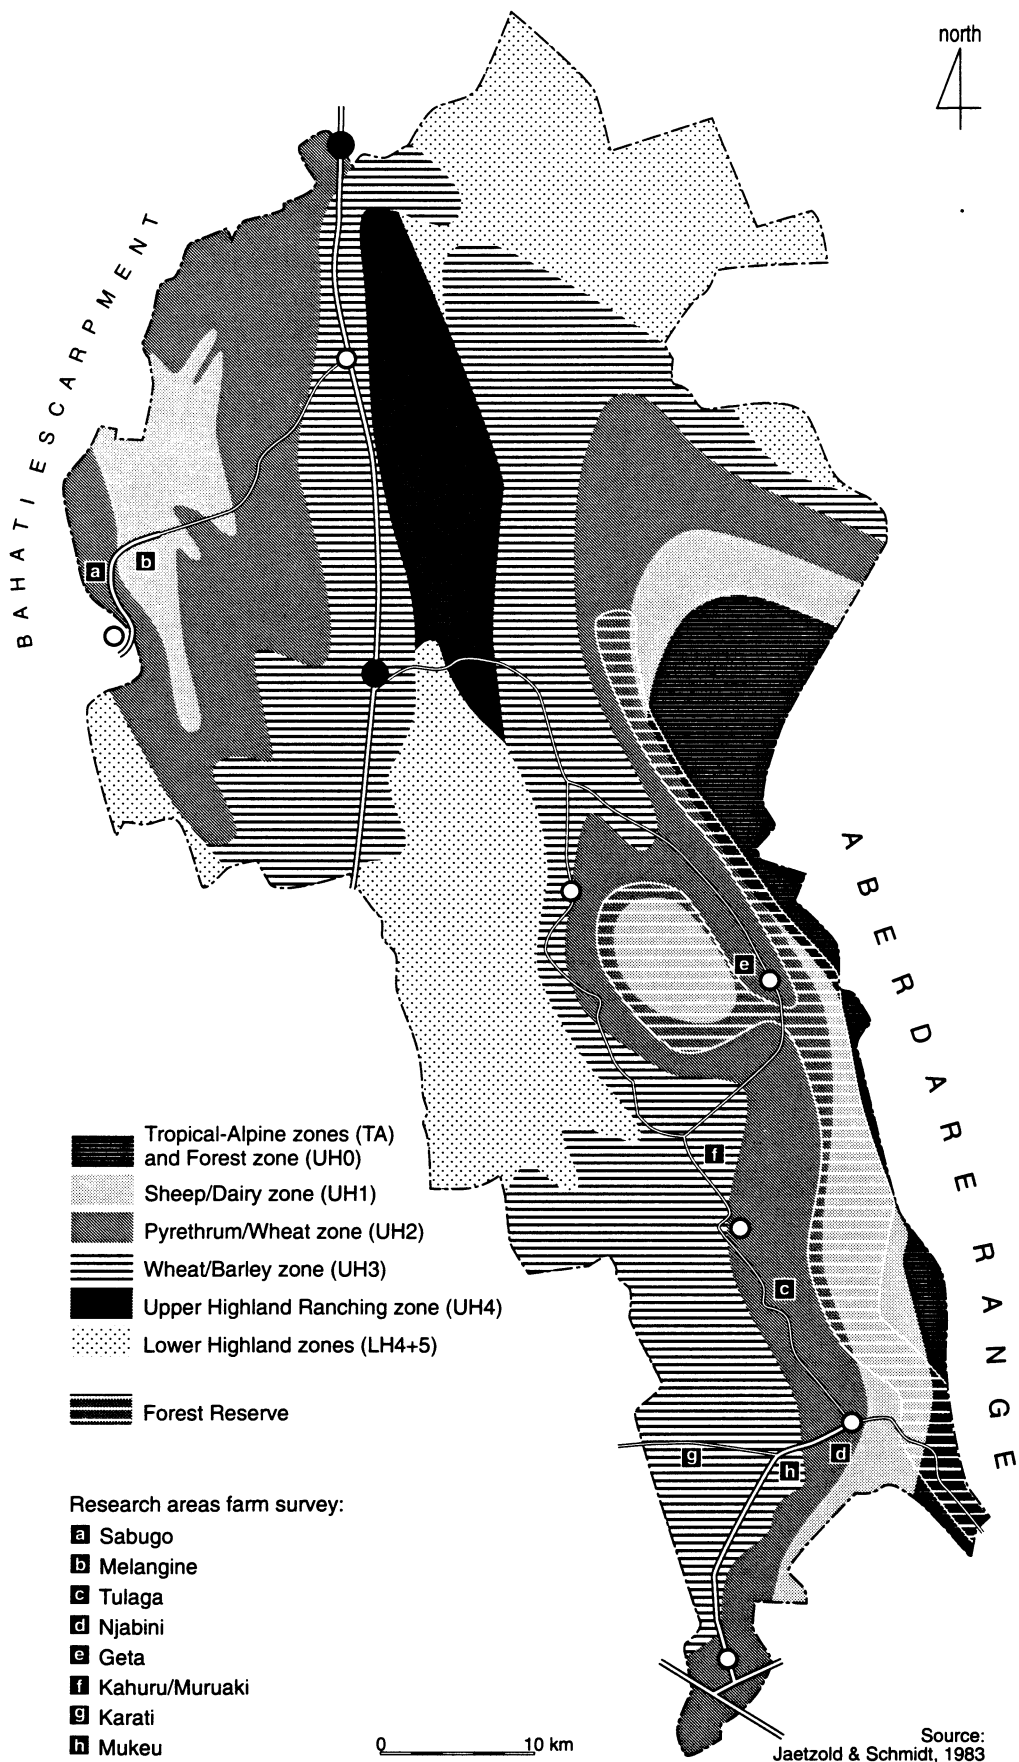 north
BAHATI ESCARPMENT
a
b
ABERDARE RANGE
e
f
c
d
g
h
Tropical-Alpine zones (TA)
and Forest zone (UH0)
Sheep/Dairy zone (UH1)
Pyrethrum/Wheat zone (UH2)
Wheat/Barley zone (UH3)
Upper Highland Ranching zone (UH4)
Lower Highland zones (LH4+5)
Forest Reserve
Research areas farm survey:
a Sabugo
b Melangine
c Tulaga
d Njabini
e Geta
f Kahuru/Muruaki
g Karati
h Mukeu
0 10 km
Source:
Jaetzold & Schmidt, 1983